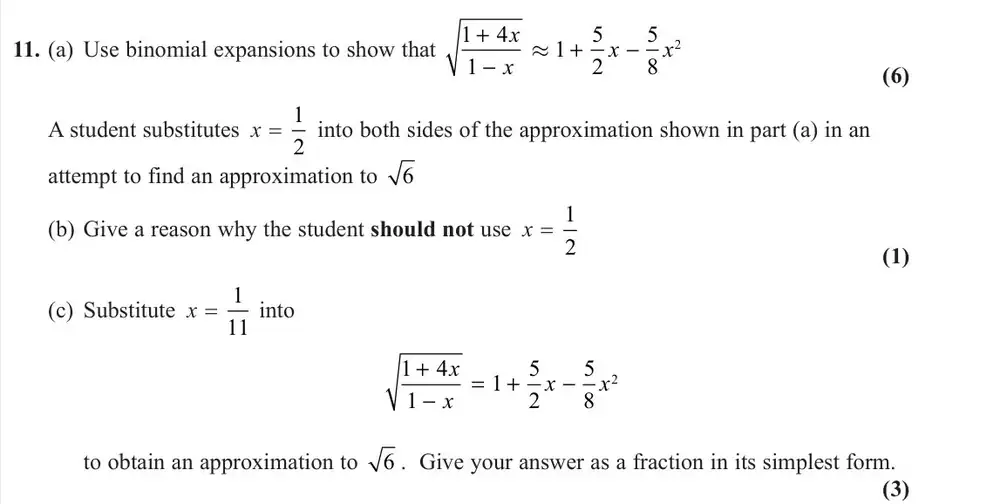 11. (a) Use binomial expansions to show that √((1 + 4x)/(1 − x)) ≈ 1 + (5/2)x − (5/8)x²
(6)
A student substitutes x = 1/2 into both sides of the approximation shown in part (a) in an
attempt to find an approximation to √6
(b) Give a reason why the student should not use x = 1/2
(1)
(c) Substitute x = 1/11 into
√((1 + 4x)/(1 − x)) = 1 + (5/2)x − (5/8)x²
to obtain an approximation to √6 . Give your answer as a fraction in its simplest form.
(3)